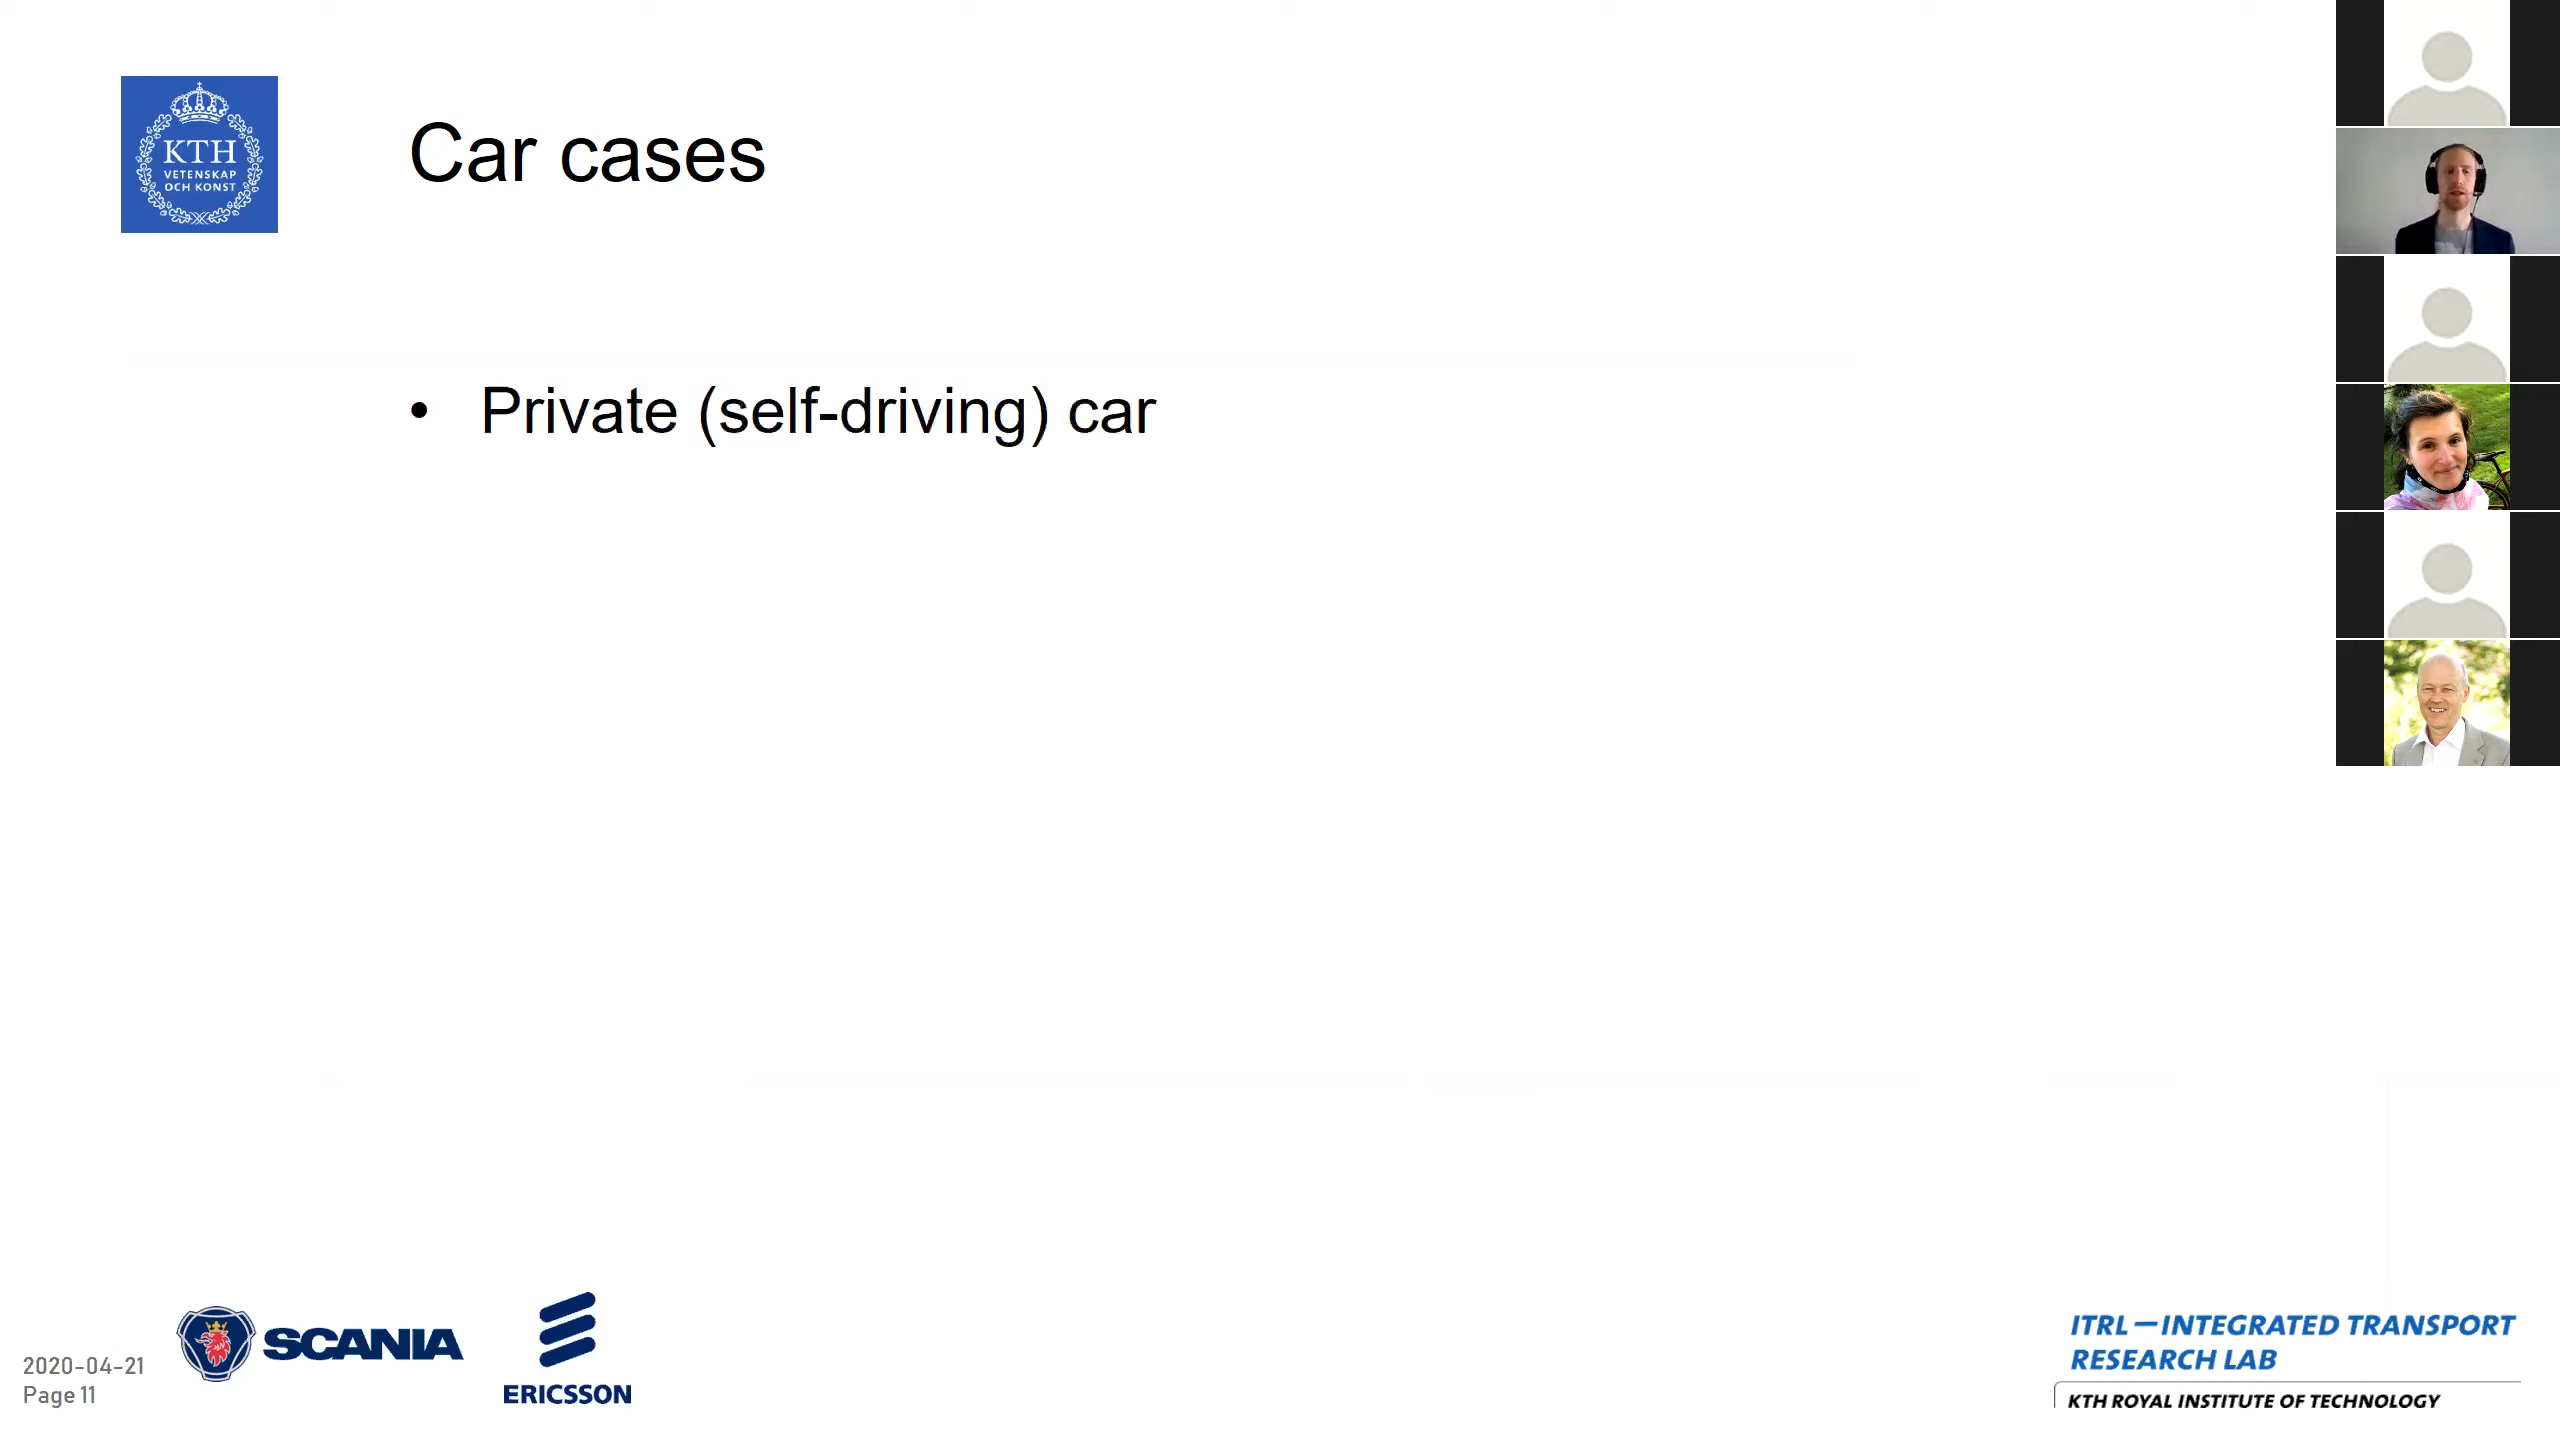 KTH
VETENSKAP
OCH KONST
Car cases
• Private (self-driving) car
2020-04-21
Page 11
SCANIA
ERICSSON
ITRL – INTEGRATED TRANSPORT
RESEARCH LAB
KTH ROYAL INSTITUTE OF TECHNOLOGY